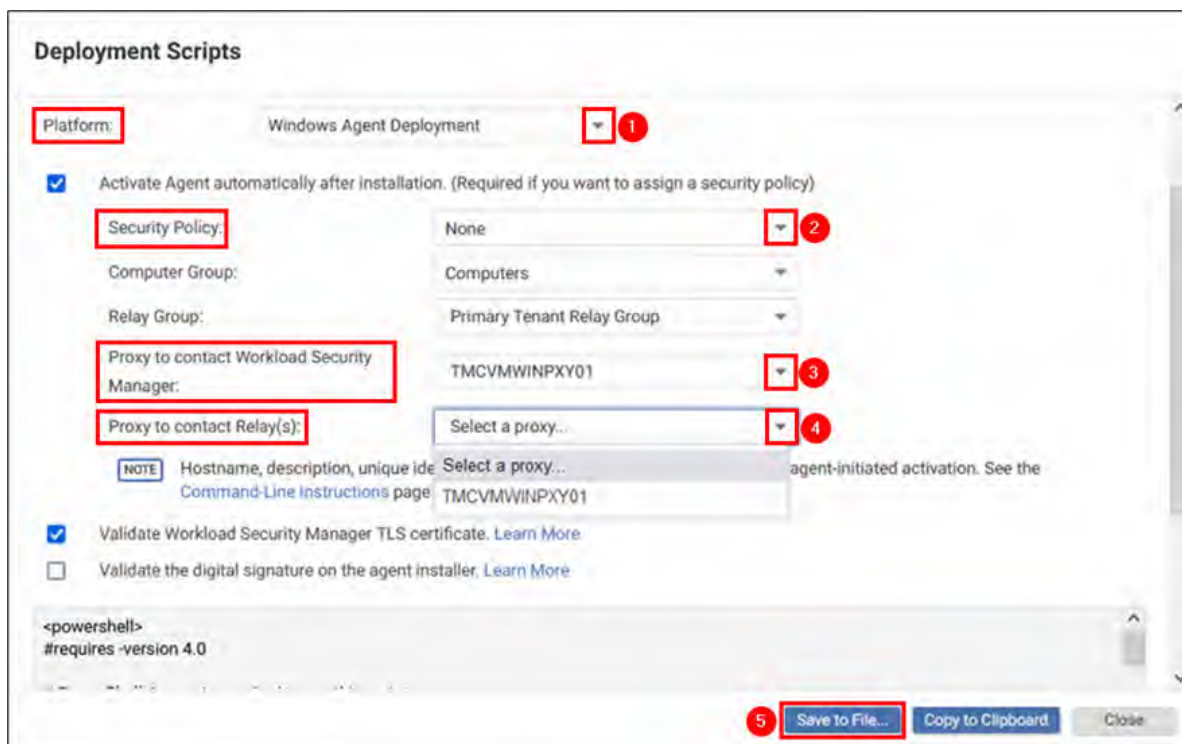 Deployment Scripts
Platform: Windows Agent Deployment 1
Activate Agent automatically after installation. (Required if you want to assign a security policy)
Security Policy: None 2
Computer Group: Computers
Relay Group: Primary Tenant Relay Group
Proxy to contact Workload Security
Manager: TMCVMWINPXY01 3
Proxy to contact Relay(s): Select a proxy... 4
NOTE Hostname, description, unique ide Select a proxy... agent-initiated activation. See the
Command-Line Instructions page TMCVMWINPXY01
Validate Workload Security Manager TLS certificate. Learn More
Validate the digital signature on the agent installer. Learn More
<powershell>
#requires -version 4.0
5 Save to File... Copy to Clipboard Close